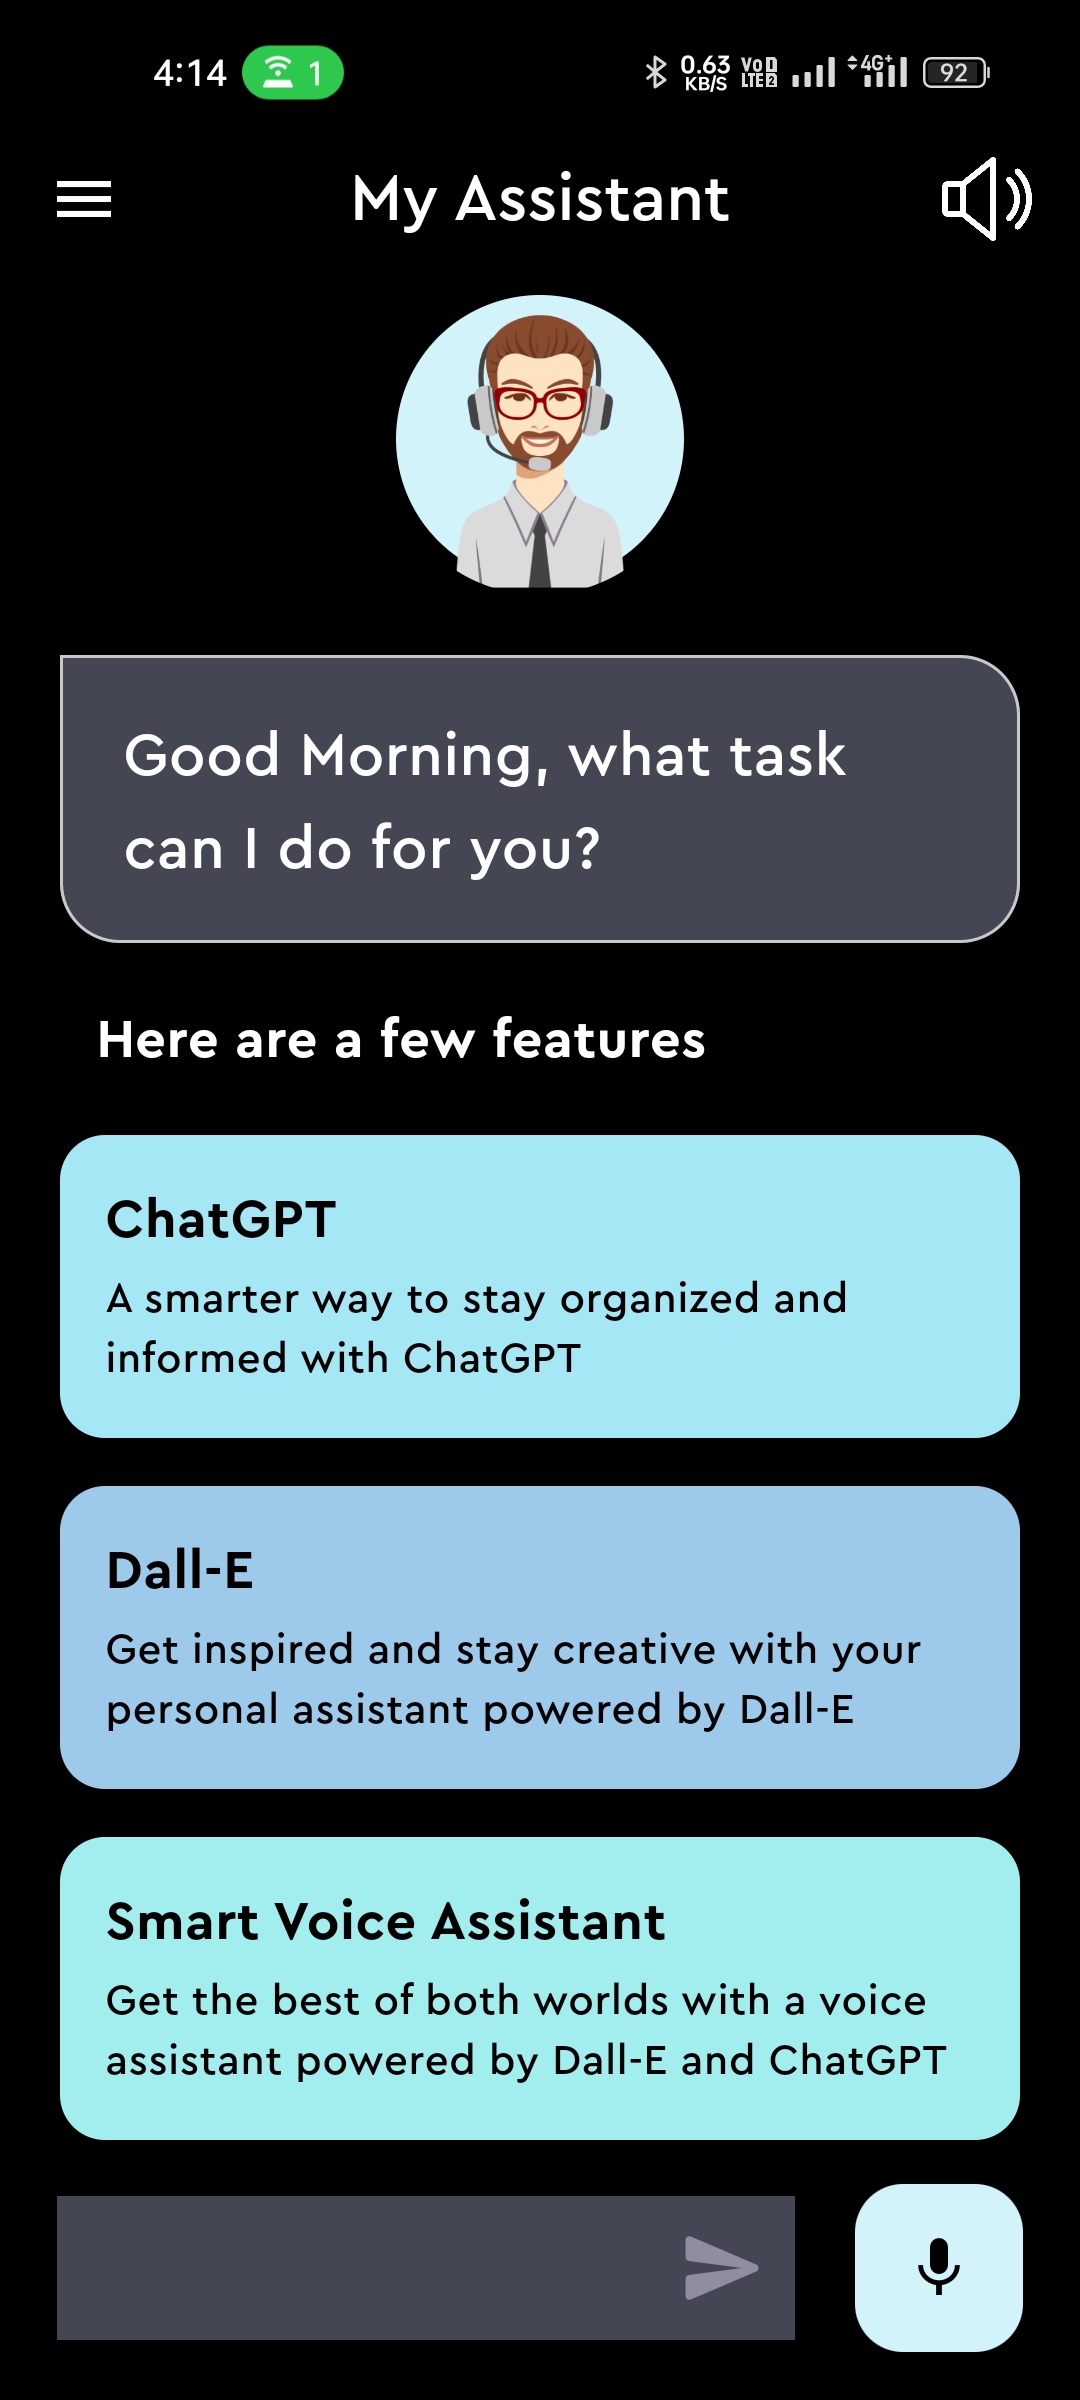 4:14 1 0.63 KB/S VoD LTE 2 4G+ 92
My Assistant
Good Morning, what task
can I do for you?
Here are a few features
ChatGPT
A smarter way to stay organized and
informed with ChatGPT
Dall-E
Get inspired and stay creative with your
personal assistant powered by Dall-E
Smart Voice Assistant
Get the best of both worlds with a voice
assistant powered by Dall-E and ChatGPT